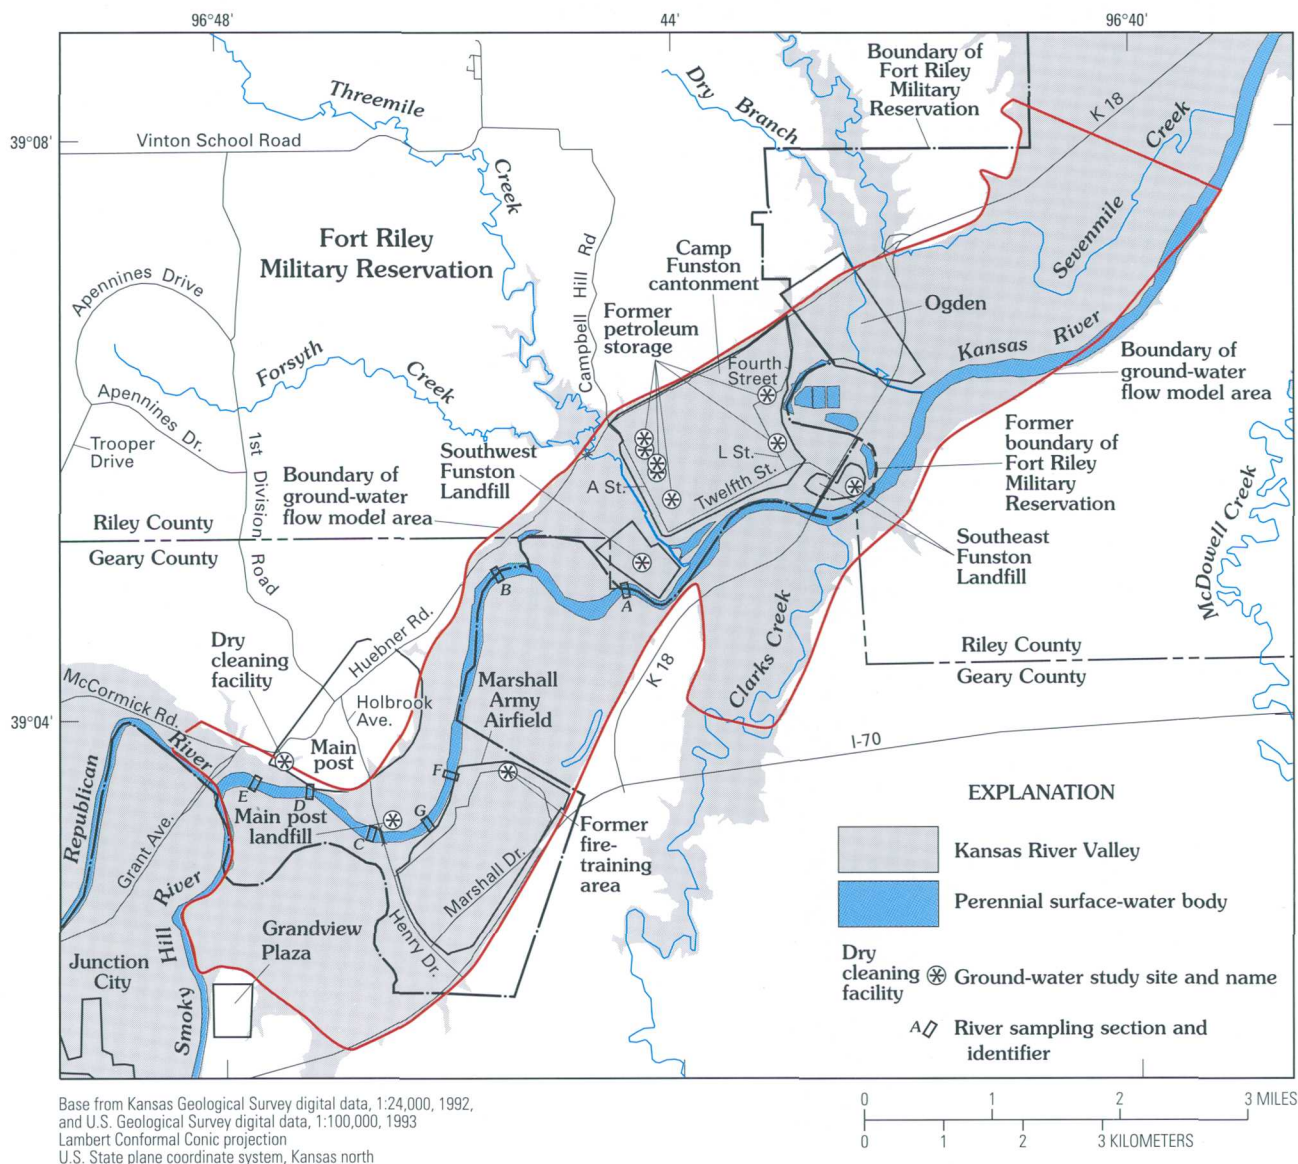 96°48'
44'
96°40'
39°08'
39°04'
Threemile
Creek
Vinton School Road
Fort Riley
Military Reservation
Dry
Branch
Boundary of
Fort Riley
Military
Reservation
K 18
Sevenmile
Creek
Campbell Hill Rd
Camp
Funston
cantonment
Former
petroleum
storage
Ogden
Kansas
River
Apennines Drive
Forsyth
Creek
Apennines Dr.
Trooper
Drive
1st Division Road
Fourth
Street
Boundary of
ground-water
flow model area
Former
boundary of
Fort Riley
Military
Reservation
Southwest
Funston
Landfill
L St.
A St.
Twelfth St.
Boundary of
ground-water
flow model area
Riley County
Geary County
Southeast
Funston
Landfill
McDowell Creek
B
A
Clarks Creek
Riley County
Geary County
Dry
cleaning
facility
Huebner Rd.
McCormick Rd.
Holbrook
Ave.
Marshall
Army
Airfield
K 18
I-70
River
Republican
Main
post
E
D
F
G
C
Main post
landfill
Grant Ave.
Former
fire-
training
area
Marshall Dr.
Henry Dr.
River
Hill
Smoky
Grandview
Plaza
Junction
City
EXPLANATION
Kansas River Valley
Perennial surface-water body
Dry
cleaning
facility
Ground-water study site and name
A
River sampling section and
identifier
Base from Kansas Geological Survey digital data, 1:24,000, 1992,
and U.S. Geological Survey digital data, 1:100,000, 1993
Lambert Conformal Conic projection
U.S. State plane coordinate system, Kansas north
0 1 2 3 MILES
0 1 2 3 KILOMETERS